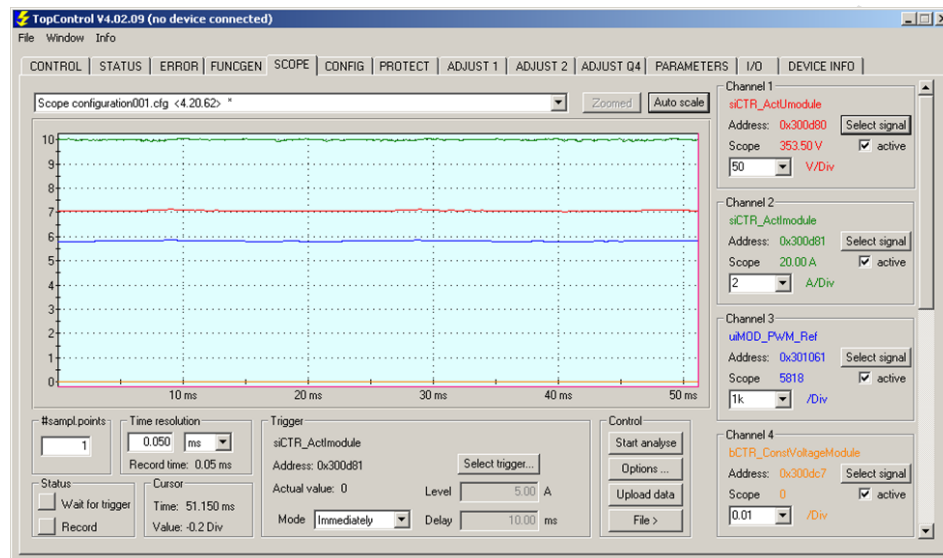 TopControl V4.02.09 (no device connected)
File Window Info
CONTROL STATUS ERROR FUNCGEN SCOPE CONFIG PROTECT ADJUST 1 ADJUST 2 ADJUST Q4 PARAMETERS I/O DEVICE INFO
Scope configuration001.cfg <4.20.62> *
Zoomed
Auto scale
10
9
8
7
6
5
4
3
2
1
0
10 ms 20 ms 30 ms 40 ms 50 ms
Channel 1
siCTR_ActUmodule
Address: 0x300d80 Select signal
Scope 353.50 V active
50 V/Div
Channel 2
siCTR_ActImodule
Address: 0x300d81 Select signal
Scope 20.00 A active
2 A/Div
Channel 3
uiMOD_PWM_Ref
Address: 0x301061 Select signal
Scope 5818 active
1k /Div
Channel 4
bCTR_ConstVoltageModule
Address: 0x300dc7 Select signal
Scope 0 active
0.01 /Div
#sampl.points
1
Time resolution
0.050 ms
Record time: 0.05 ms
Status
Wait for trigger
Record
Cursor
Time: 51.150 ms
Value: -0.2 Div
Trigger
siCTR_ActImodule
Address: 0x300d81 Select trigger...
Actual value: 0 Level 5.00 A
Mode Immediately Delay 10.00 ms
Control
Start analyse
Options ...
Upload data
File >